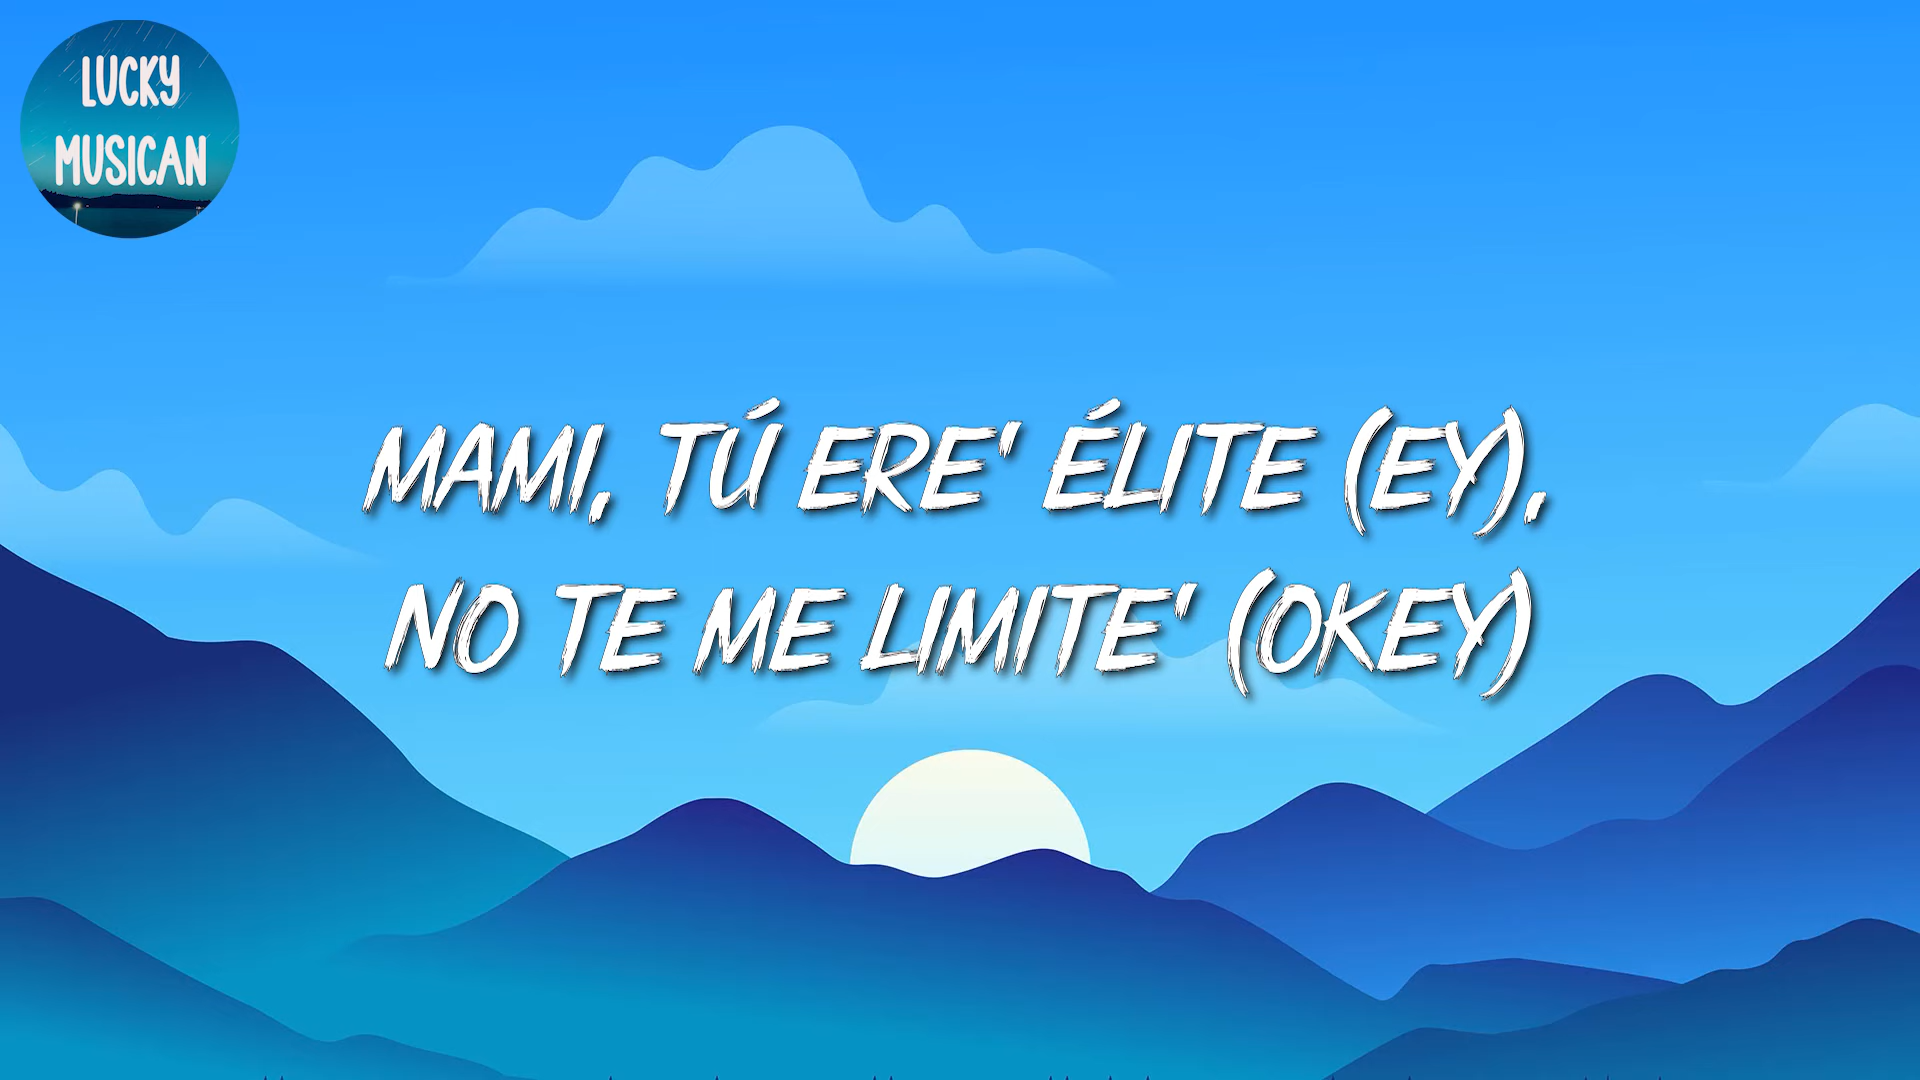 LUCKY
MUSICAN
MAMI, TÚ ERE' ÉLITE (EY),
NO TE ME LIMITE' (OKEY)